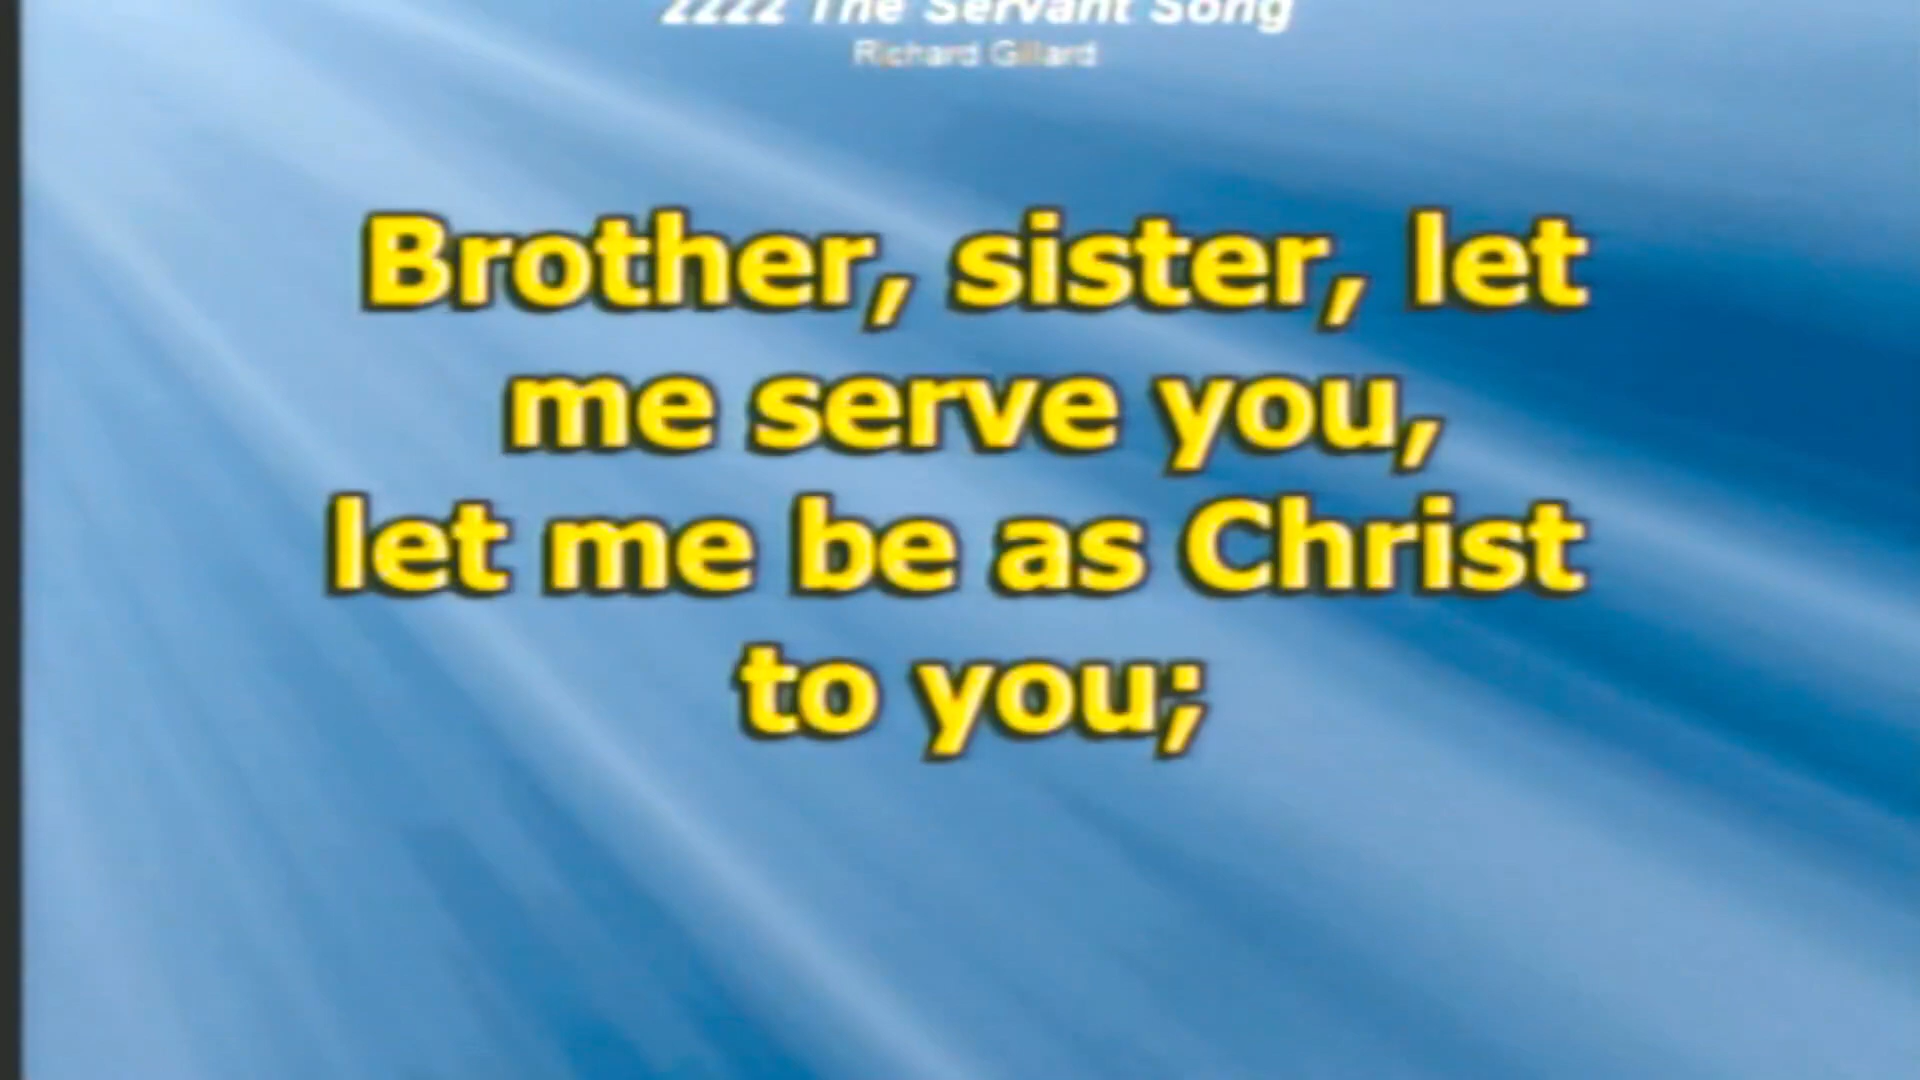 2222 The Servant Song
Richard Gillard
Brother, sister, let
me serve you,
let me be as Christ
to you;